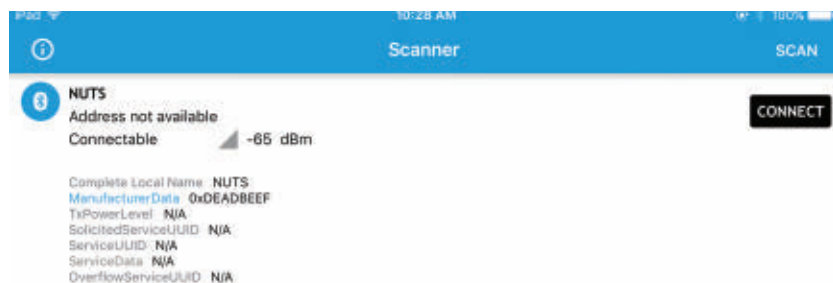 iPad 10:28 AM 100%
Scanner SCAN
NUTS
Address not available CONNECT
Connectable -65 dBm
Complete Local Name NUTS
ManufacturerData 0xDEADBEEF
TxPowerLevel N/A
SolicitedServiceUUID N/A
ServiceUUID N/A
ServiceData N/A
OverflowServiceUUID N/A